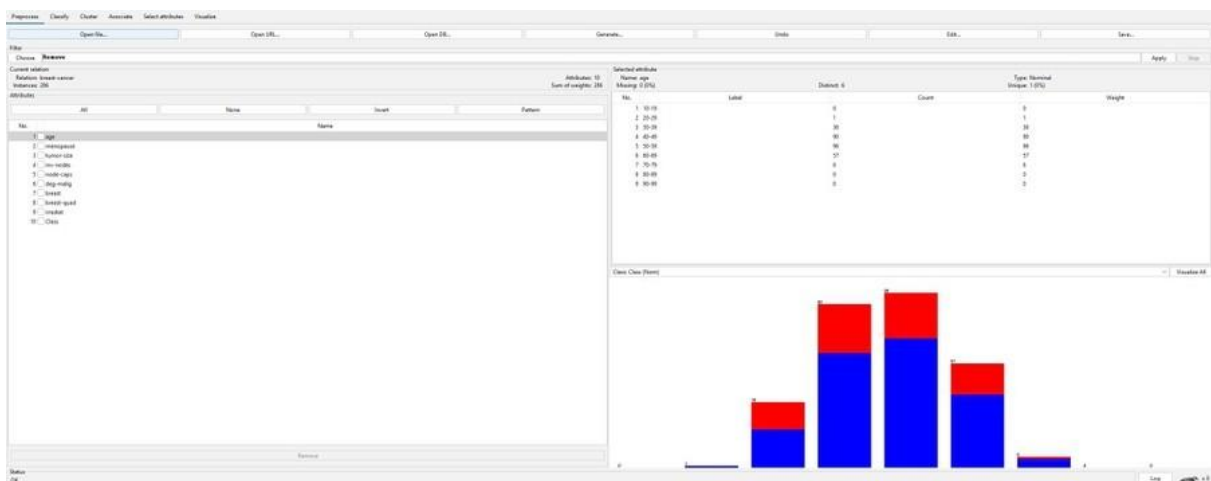 Preprocess Classify Cluster Associate Select attributes Visualize
Open file... Open URL... Open DB... Generate... Undo Edit... Save...
Filter
Choose Remove Apply Stop
Current relation Selected attribute
Relation: breast-cancer Attributes: 10 Name: age Type: Nominal
Instances: 286 Sum of weights: 286 Missing: 0 (0%) Distinct: 6 Unique: 1 (0%)
Attributes No. Label Count Weight
All None Invert Pattern
No. Name
1 10-19 0 0
2 20-29 1 1
3 30-39 36 36
4 40-49 90 90
5 50-59 96 96
6 60-69 57 57
7 70-79 6 6
8 80-89 0 0
9 90-99 0 0
1 age
2 menopause
3 tumor-size
4 inv-nodes
5 node-caps
6 deg-malig
7 breast
8 breast-quad
9 irradiat
10 Class
Class: Class (Nom) Visualize All
Remove
Status
OK
Log x 0